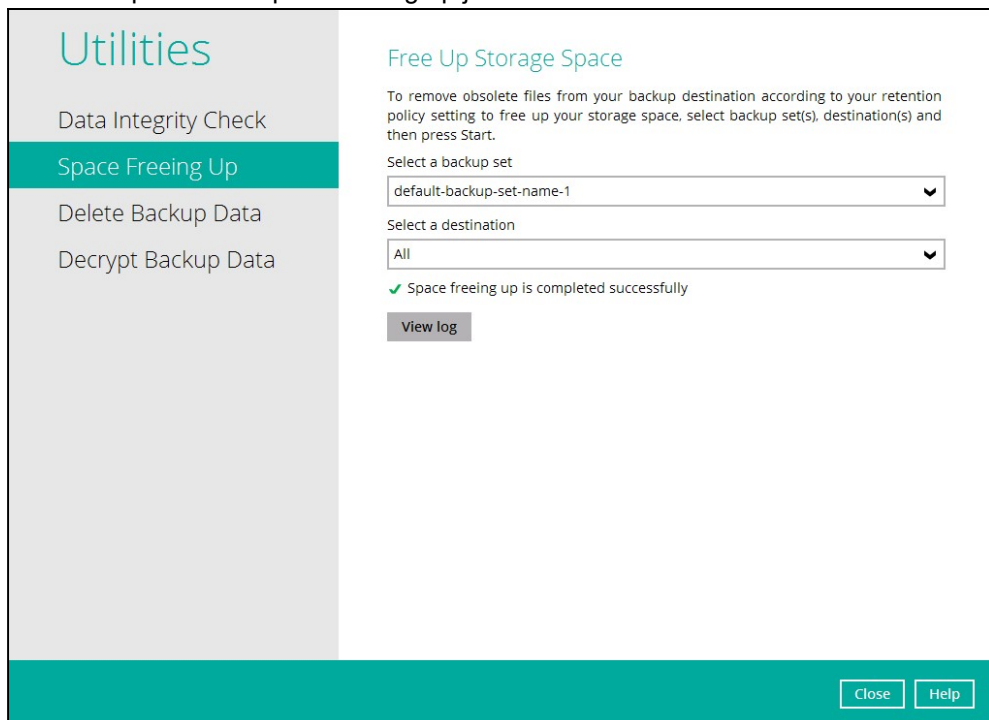 Utilities
Data Integrity Check
Space Freeing Up
Delete Backup Data
Decrypt Backup Data
Free Up Storage Space
To remove obsolete files from your backup destination according to your retention
policy setting to free up your storage space, select backup set(s), destination(s) and
then press Start.
Select a backup set
default-backup-set-name-1
Select a destination
All
Space freeing up is completed successfully
View log
Close
Help